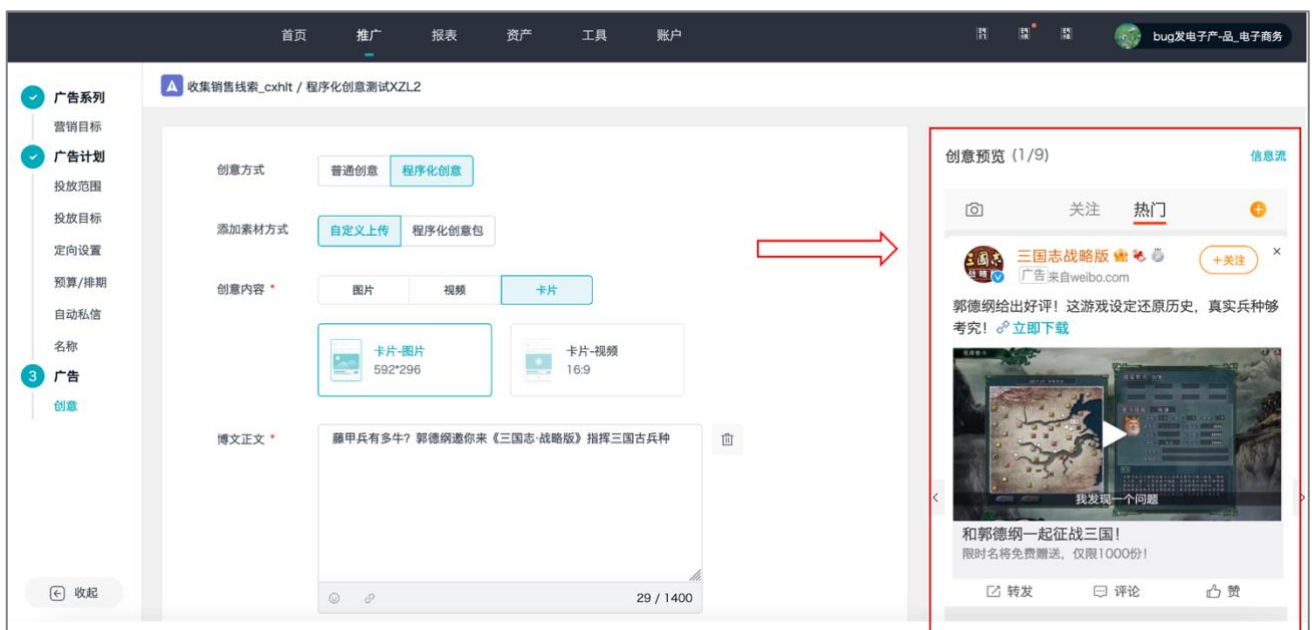 首页 推广 报表 资产 工具 账户
bug发电子产-品_电子商务
收集销售线索_cxhlt / 程序化创意测试XZL2
广告系列
营销目标
广告计划
投放范围
投放目标
定向设置
预算/排期
自动私信
名称
3 广告
创意
收起
创意方式 普通创意 程序化创意
添加素材方式 自定义上传 程序化创意包
创意内容 * 图片 视频 卡片
卡片-图片
592*296
卡片-视频
16:9
博文正文 * 藤甲兵有多牛?郭德纲邀你来《三国志·战略版》指挥三国古兵种
29 / 1400
创意预览 (1/9) 信息流
关注 热门
三国志战略版
+关注
广告 来自weibo.com
郭德纲给出好评!这游戏设定还原历史,真实兵种够
考究!立即下载
我发现一个问题
和郭德纲一起征战三国!
限时名将免费赠送,仅限1000份!
转发 评论 赞